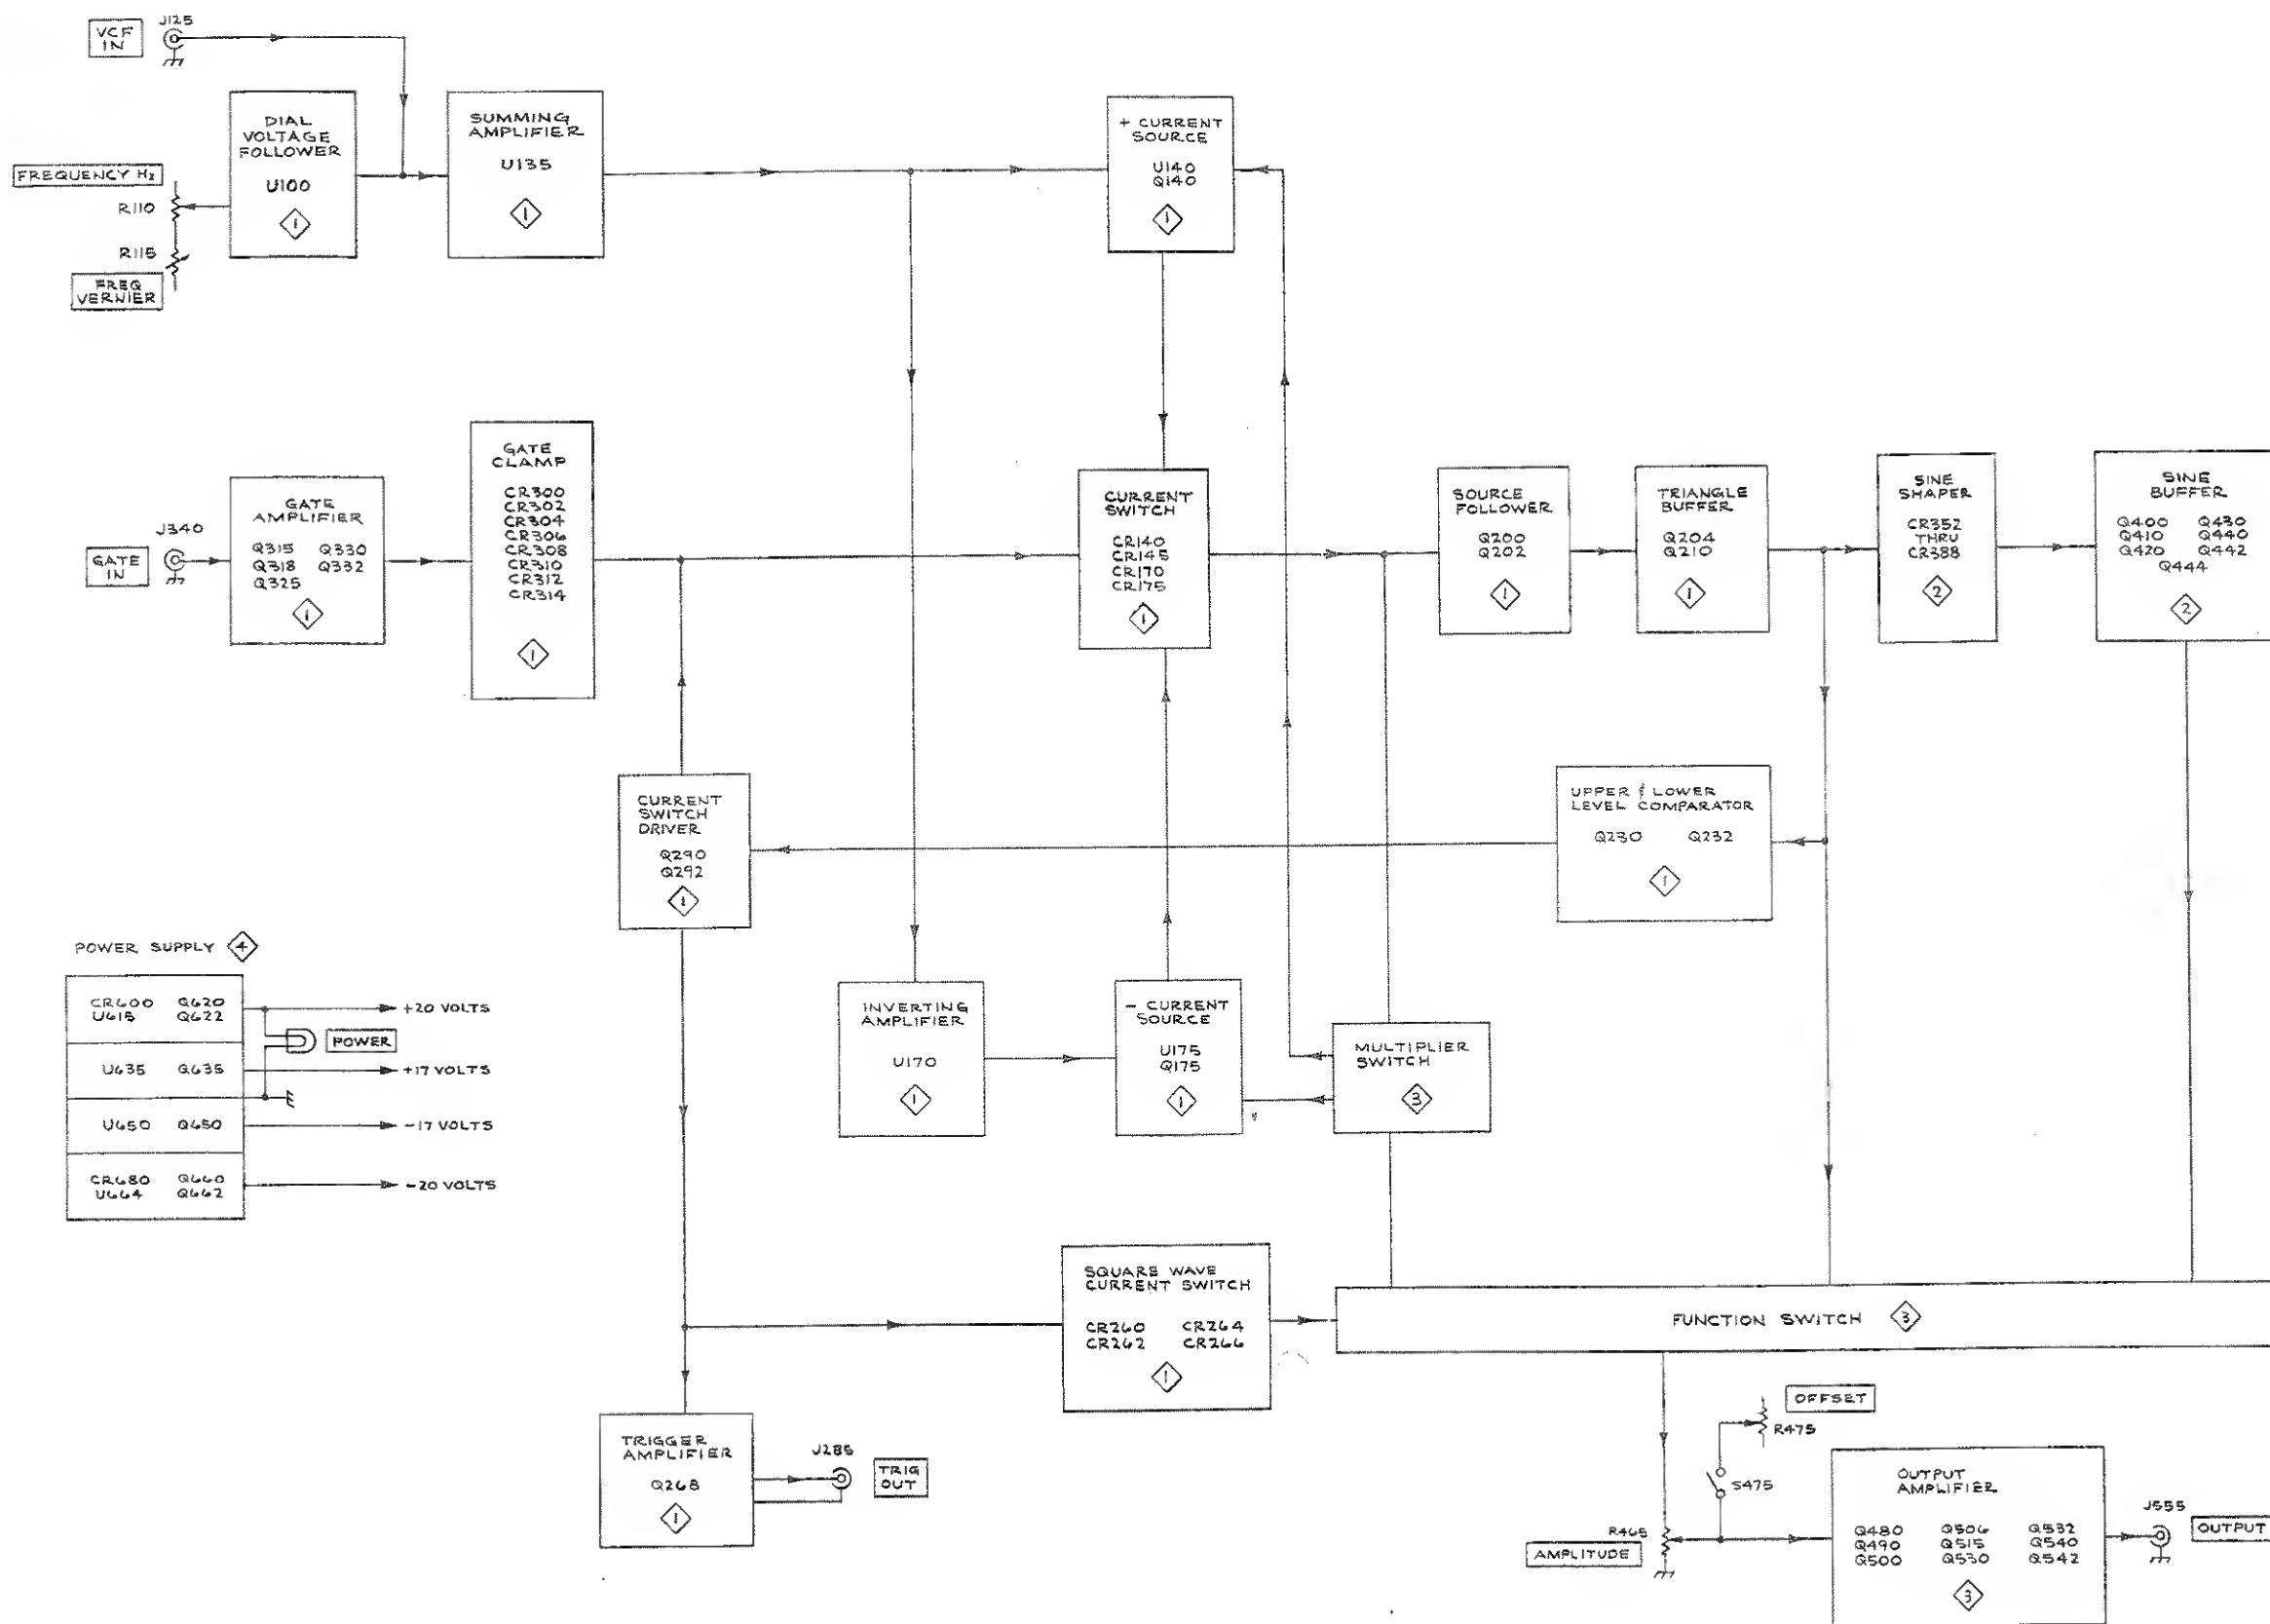 VCF
IN
J125
DIAL
VOLTAGE
FOLLOWER
U100
1
FREQUENCY Hz
R110
R115
FREQ
VERNIER
SUMMING
AMPLIFIER
U135
1
+ CURRENT
SOURCE
U140
Q140
1
GATE
IN
J340
GATE
AMPLIFIER
Q315 Q330
Q318 Q332
Q325
1
GATE
CLAMP
CR300
CR302
CR304
CR306
CR308
CR310
CR312
CR314
1
CURRENT
SWITCH
CR140
CR145
CR170
CR175
1
SOURCE
FOLLOWER
Q200
Q202
1
TRIANGLE
BUFFER
Q204
Q210
1
SINE
SHAPER
CR352
THRU
CR388
2
SINE
BUFFER
Q400 Q430
Q410 Q440
Q420 Q442
Q444
2
CURRENT
SWITCH
DRIVER
Q290
Q292
1
UPPER & LOWER
LEVEL COMPARATOR
Q230 Q232
1
POWER SUPPLY 4
CR600 Q620
U615 Q622
+20 VOLTS
POWER
U635 Q635
+17 VOLTS
U650 Q650
-17 VOLTS
CR680 Q660
U664 Q662
-20 VOLTS
INVERTING
AMPLIFIER
U170
1
- CURRENT
SOURCE
U175
Q175
1
MULTIPLIER
SWITCH
3
SQUARE WAVE
CURRENT SWITCH
CR260 CR264
CR262 CR266
1
FUNCTION SWITCH 3
TRIGGER
AMPLIFIER
Q268
1
J285
TRIG
OUT
OFFSET
R475
S475
R465
AMPLITUDE
OUTPUT
AMPLIFIER
Q480 Q506 Q532
Q490 Q515 Q540
Q500 Q530 Q542
3
J555
OUTPUT